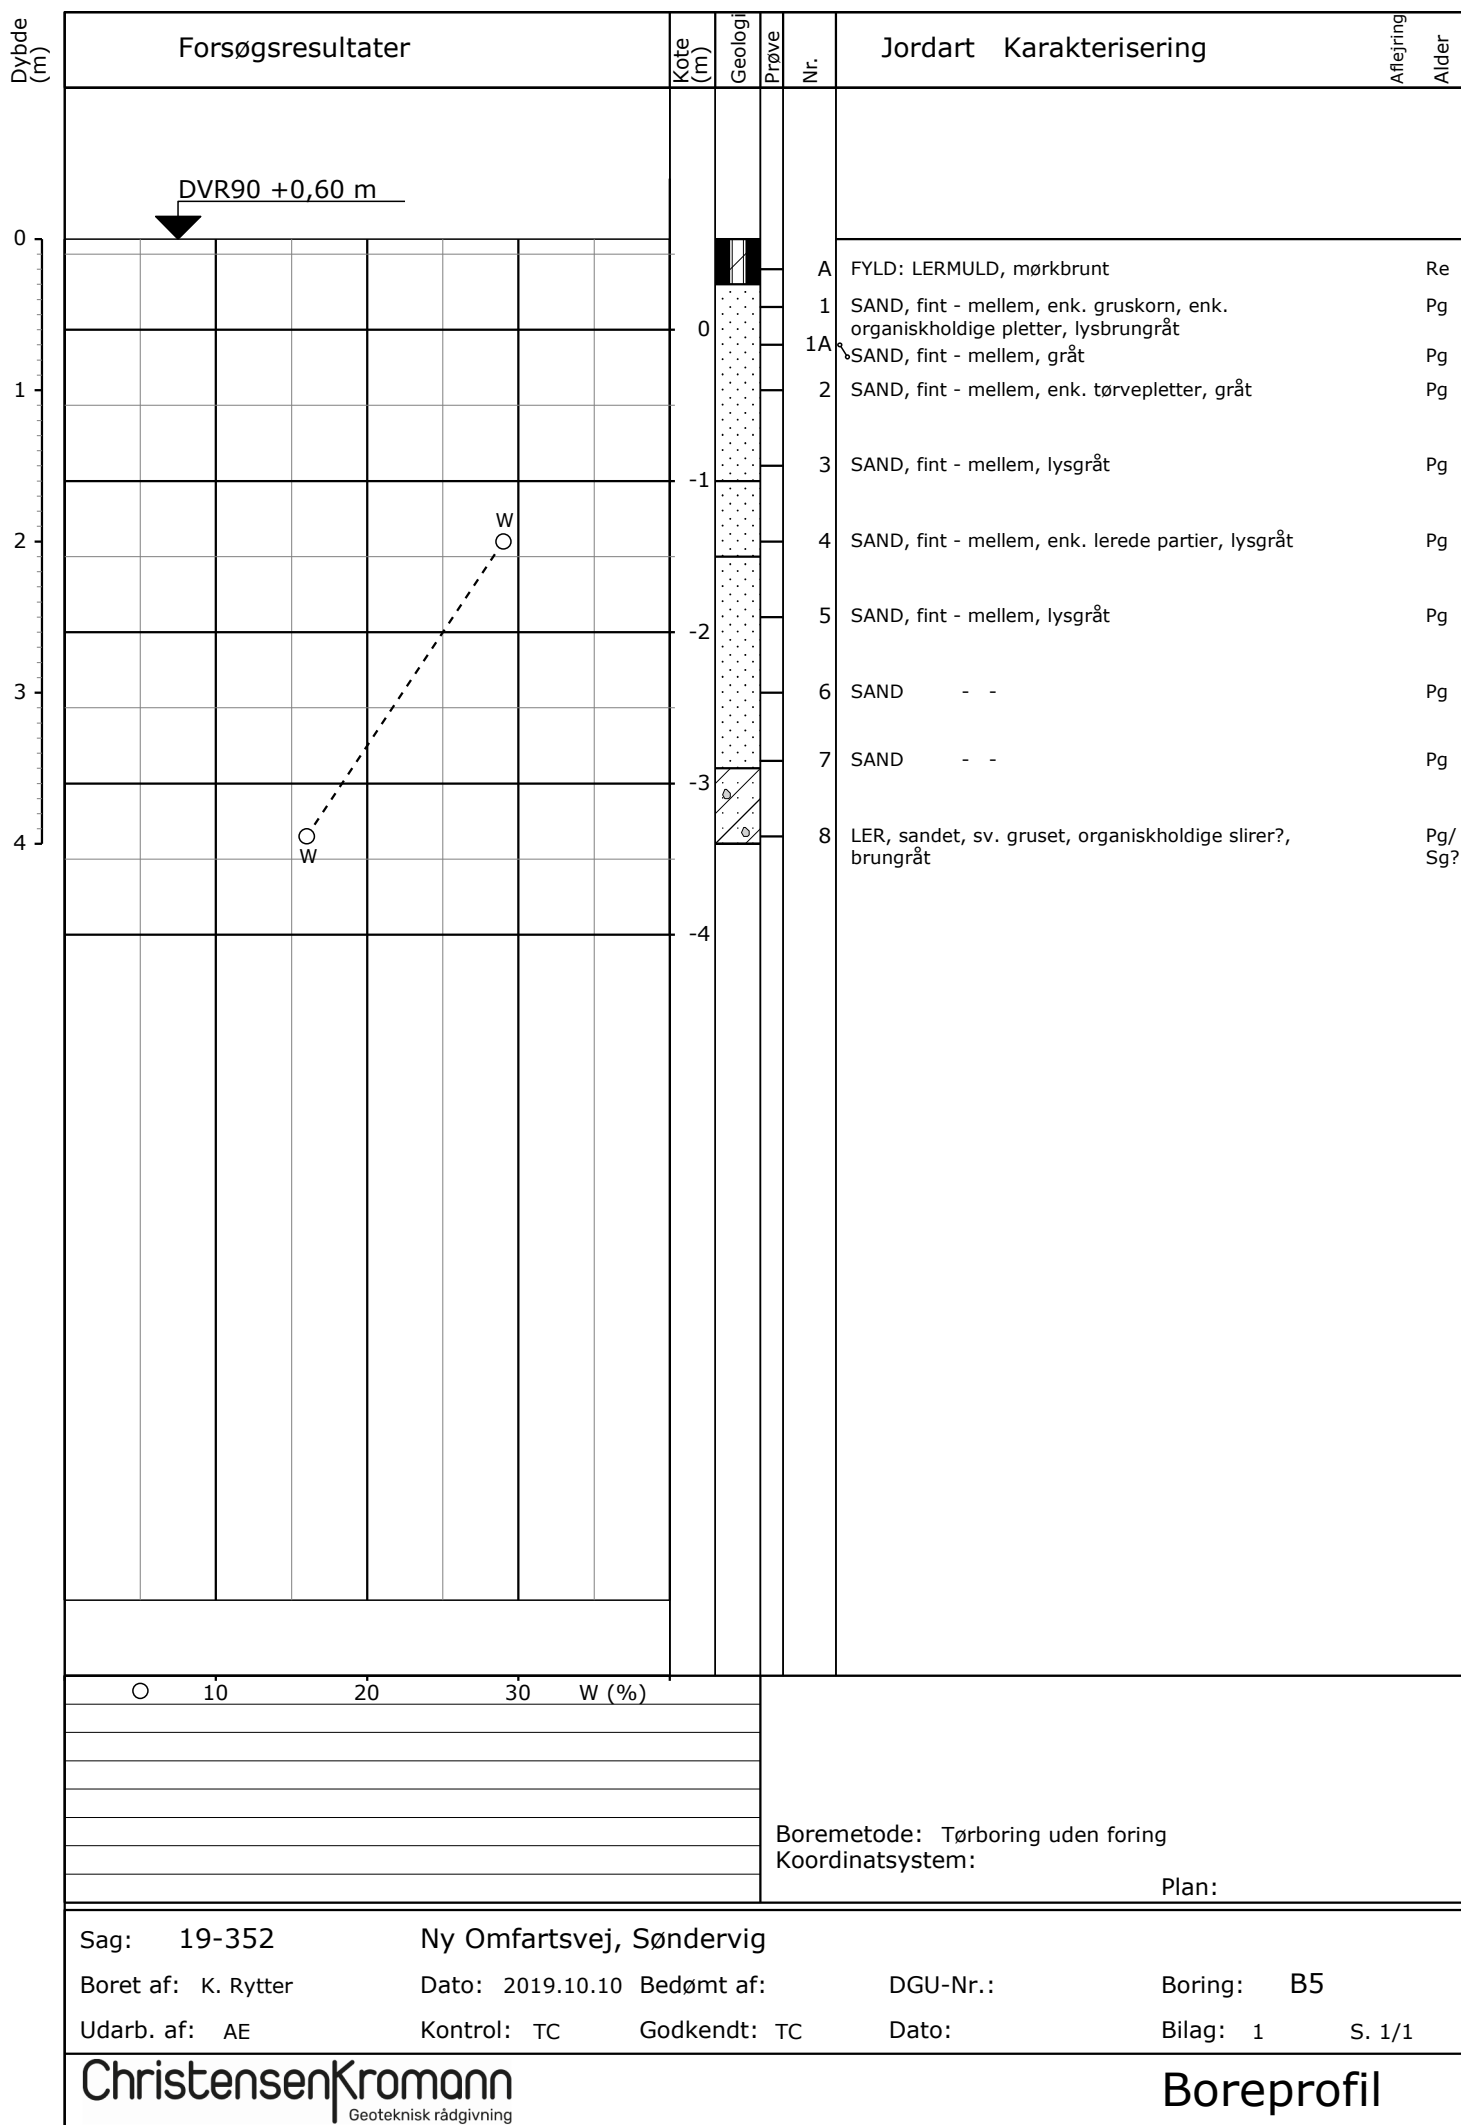 Dybde (m)
Forsøgsresultater
Kote (m)
Geologi
Prøve
Nr.
Jordart Karakterisering
Aflejring
Alder
DVR90 +0,60 m
0
A FYLD: LERMULD, mørkbrunt Re
1 SAND, fint - mellem, enk. gruskorn, enk. Pg
organiskholdige pletter, lysbrungråt
0
1A SAND, fint - mellem, gråt Pg
1
2 SAND, fint - mellem, enk. tørvepletter, gråt Pg
3 SAND, fint - mellem, lysgråt Pg
-1
W
2
4 SAND, fint - mellem, enk. lerede partier, lysgråt Pg
5 SAND, fint - mellem, lysgråt Pg
-2
3
6 SAND - - Pg
7 SAND - - Pg
-3
4
8 LER, sandet, sv. gruset, organiskholdige slirer?, Pg/
W
brungråt Sg?
-4
10 20 30 W (%)
Boremetode: Tørboring uden foring
Koordinatsystem:
Plan:
Sag: 19-352 Ny Omfartsvej, Søndervig
Boret af: K. Rytter Dato: 2019.10.10 Bedømt af: DGU-Nr.: Boring: B5
Udarb. af: AE Kontrol: TC Godkendt: TC Dato: Bilag: 1 S. 1/1
ChristensenKromann
Geoteknisk rådgivning
Boreprofil